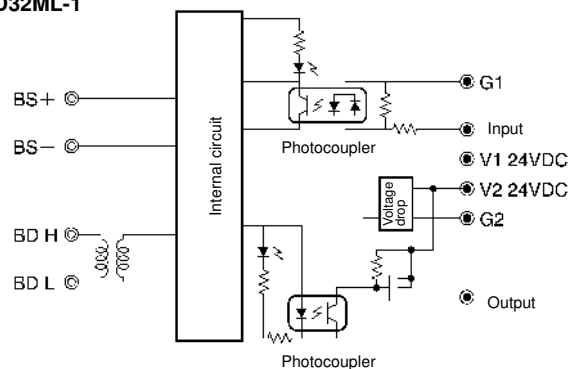 D32ML-1
BS+
BS−
BD H
BD L
Internal circuit
Photocoupler
G1
Input
V1 24VDC
V2 24VDC
Voltage drop
G2
Output
Photocoupler